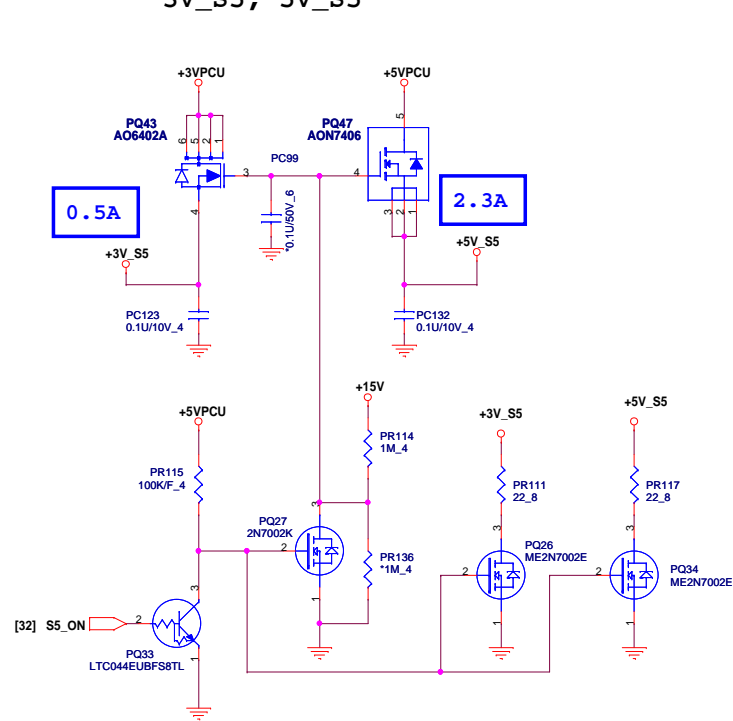 +3VPCU
+5VPCU
PQ43
AO6402A
PQ47
AON7406
5
6
5
2
1
PC99
3
4
0.5A
2.3A
4
3
2
1
*0.1U/50V_6
+3V_S5
+5V_S5
PC123
0.1U/10V_4
PC132
0.1U/10V_4
+15V
+5VPCU
+3V_S5
+5V_S5
PR114
1M_4
PR115
100K/F_4
PR111
22_8
PR117
22_8
3
PQ27
2N7002K
2
3
3
PQ26
ME2N7002E
PR136
*1M_4
2
2
PQ34
ME2N7002E
1
3
1
1
[32] S5_ON
2
PQ33
LTC044EUBFS8TL
1